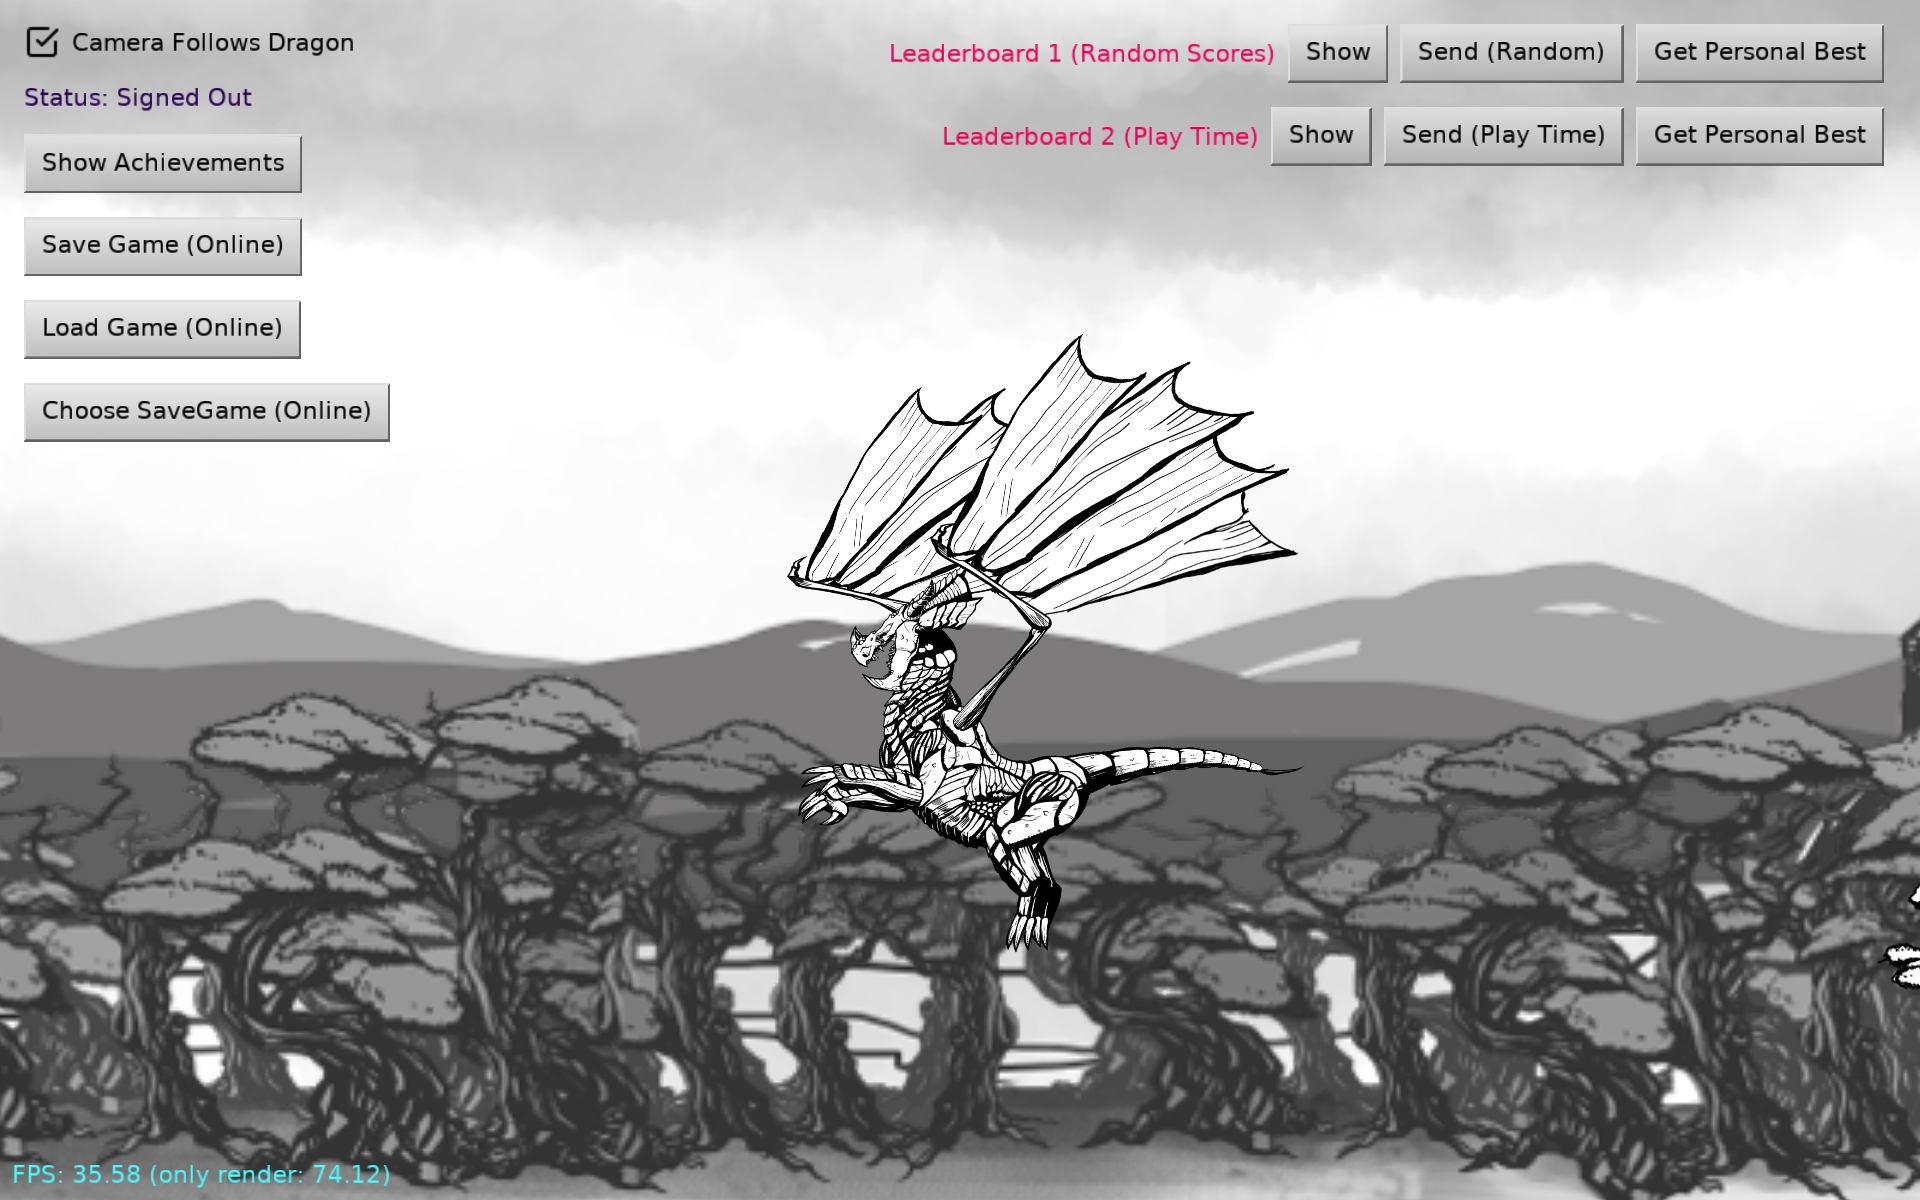 Camera Follows Dragon
Status: Signed Out
Show Achievements
Save Game (Online)
Load Game (Online)
Choose SaveGame (Online)
Leaderboard 1 (Random Scores) Show Send (Random) Get Personal Best
Leaderboard 2 (Play Time) Show Send (Play Time) Get Personal Best
FPS: 35.58 (only render: 74.12)